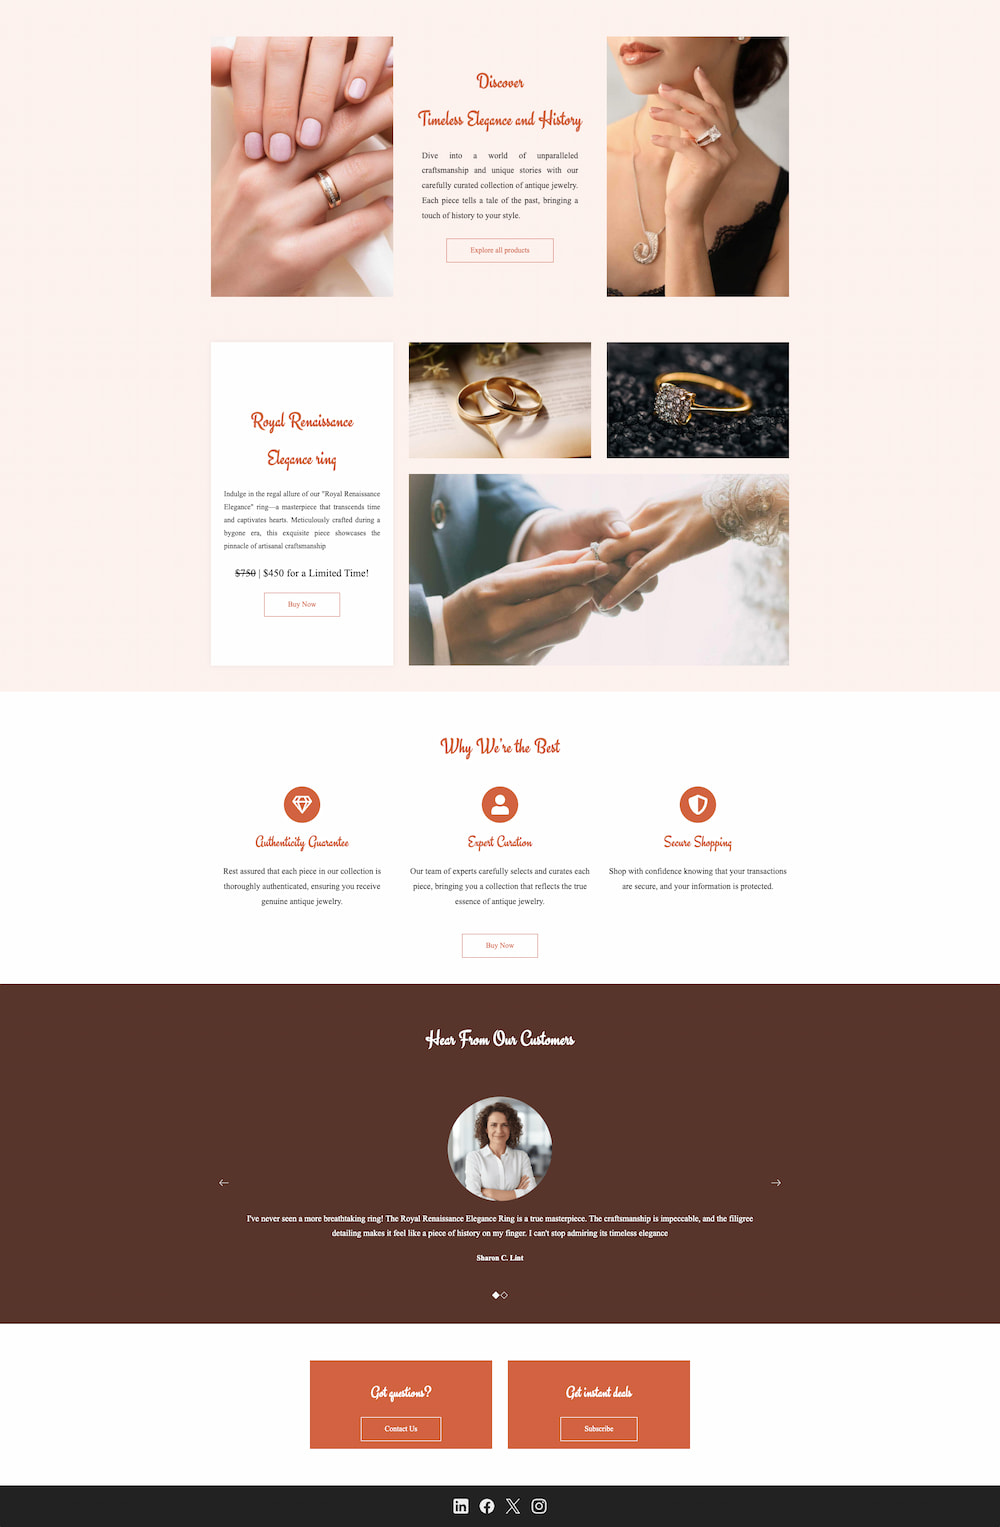 Discover
Timeless Elegance and History
Dive into a world of unparalleled
craftsmanship and unique stories with our
carefully curated collection of antique jewelry.
Each piece tells a tale of the past, bringing a
touch of history to your style.
Explore all products
Royal Renaissance
Elegance ring
Indulge in the regal allure of our "Royal Renaissance
Elegance" ring—a masterpiece that transcends time
and captivates hearts. Meticulously crafted during a
bygone era, this exquisite piece showcases the
pinnacle of artisanal craftsmanship
$750 | $450 for a Limited Time!
Buy Now
Why We're the Best
Authenticity Guarantee
Rest assured that each piece in our collection is
thoroughly authenticated, ensuring you receive
genuine antique jewelry.
Expert Curation
Our team of experts carefully selects and curates each
piece, bringing you a collection that reflects the true
essence of antique jewelry.
Secure Shopping
Shop with confidence knowing that your transactions
are secure, and your information is protected.
Buy Now
Hear From Our Customers
I've never seen a more breathtaking ring! The Royal Renaissance Elegance Ring is a true masterpiece. The craftsmanship is impeccable, and the filigree
detailing makes it feel like a piece of history on my finger. I can't stop admiring its timeless elegance
Sharon C. Lint
Got questions?
Contact Us
Get instant deals
Subscribe